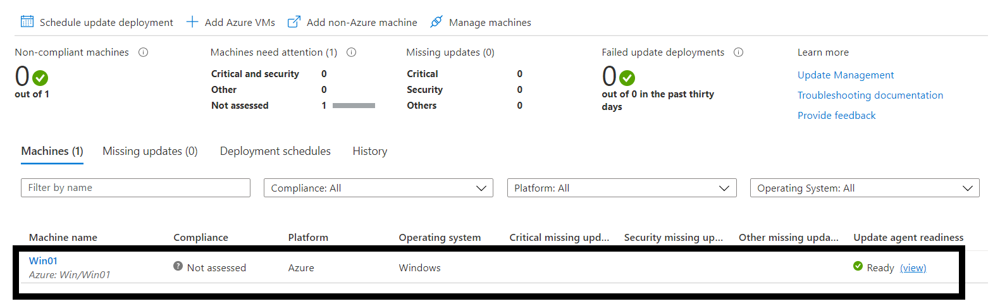 Schedule update deployment Add Azure VMs Add non-Azure machine Manage machines
Non-compliant machines
0
out of 1
Machines need attention (1)
Critical and security 0
Other 0
Not assessed 1
Missing updates (0)
Critical 0
Security 0
Others 0
Failed update deployments
0
out of 0 in the past thirty
days
Learn more
Update Management
Troubleshooting documentation
Provide feedback
Machines (1) Missing updates (0) Deployment schedules History
Filter by name Compliance: All Platform: All Operating System: All
Machine name Compliance Platform Operating system Critical missing upd... Security missing up... Other missing upda... Update agent readiness
Win01 Not assessed Azure Windows Ready (view)
Azure: Win/Win01